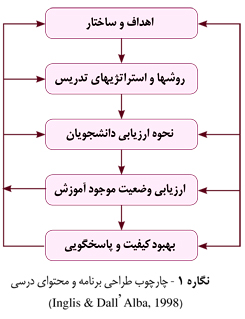 اهداف و ساختار
روشها و استراتژیهای تدریس
نحوه ارزیابی دانشجویان
ارزیابی وضعیت موجود آموزش
بهبود کیفیت و پاسخگویی
نگاره ۱ - چارچوب طراحی برنامه و محتوای درسی
(Inglis & Dall’Alba, 1998)